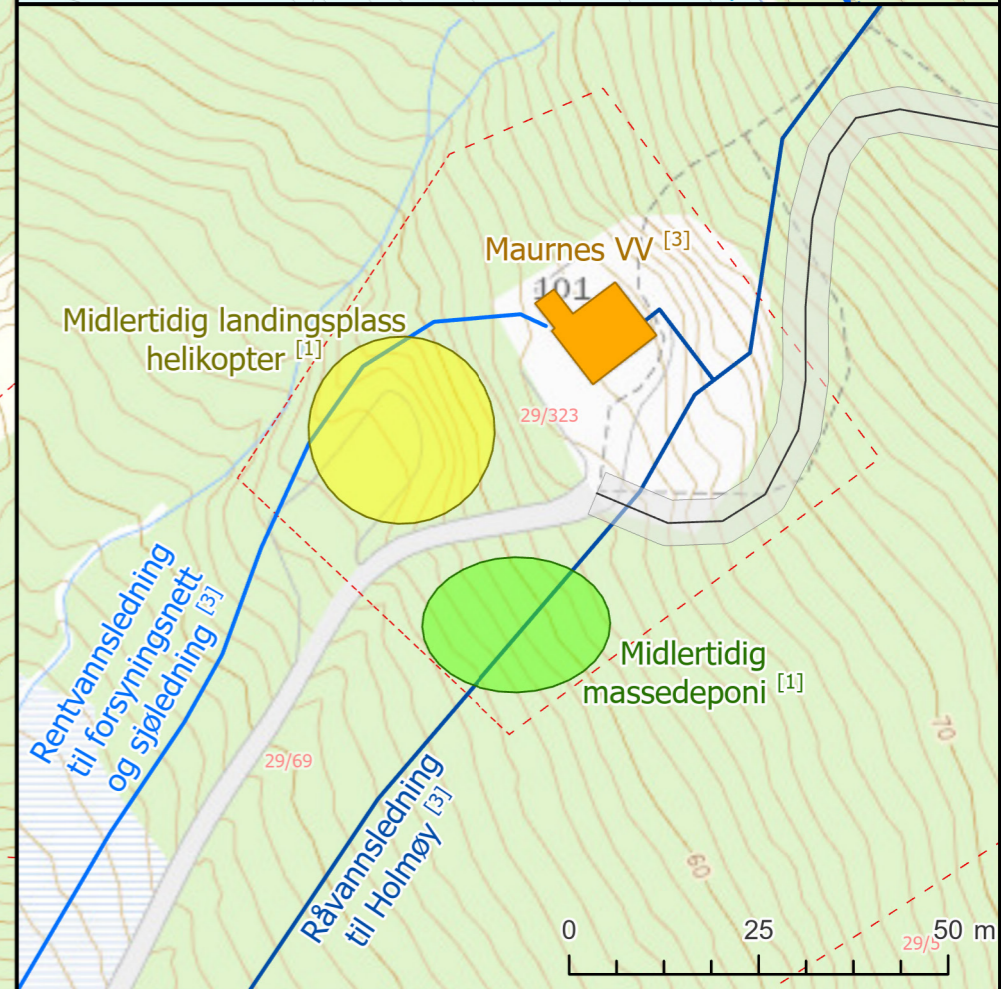 Maurnes VV [3]
101
Midlertidig landingsplass
helikopter [1]
29/323
Rentvannsledning
til forsyningsnett
og sjøledning [3]
Midlertidig
massedeponi [1]
29/69
70
Råvannsledning
til Holmøy [3]
60
0 25 50 m
29/5